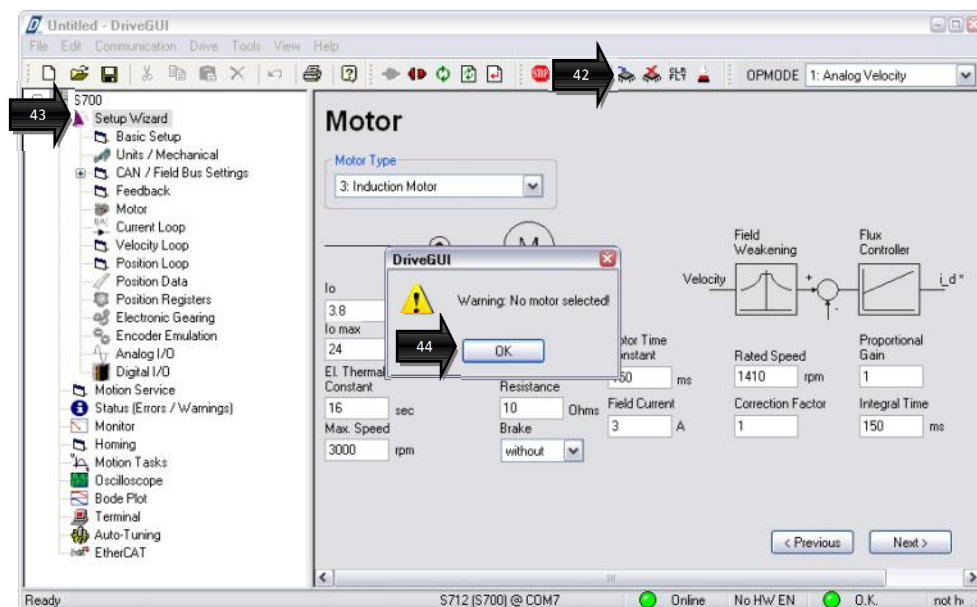 Untitled - DriveGUI
File Edit Communication Drive Tools View Help
STOP
42
CLR FLT
OPMODE
1: Analog Velocity
S700
43
Setup Wizard
Basic Setup
Units / Mechanical
CAN / Field Bus Settings
Feedback
Motor
Current Loop
Velocity Loop
Position Loop
Position Data
Position Registers
Electronic Gearing
Encoder Emulation
Analog I/O
Digital I/O
Motion Service
Status (Errors / Warnings)
Monitor
Homing
Motion Tasks
Oscilloscope
Bode Plot
Terminal
Auto-Tuning
EtherCAT
Motor
Motor Type
3: Induction Motor
M
DriveGUI
Warning: No motor selected!
44
OK
Io
3.8
Io max
24
El. Thermal
Constant
16 sec
Max. Speed
3000 rpm
Resistance
10 Ohms
Brake
without
ms
Field Current
3 A
Velocity
Field
Weakening
+
-
Flux
Controller
i_d*
Rated Speed
1410 rpm
Correction Factor
1
Proportional
Gain
1
Integral Time
150 ms
< Previous
Next >
Ready
S712 (S700) @ COM7
Online
No HW EN
O.K.